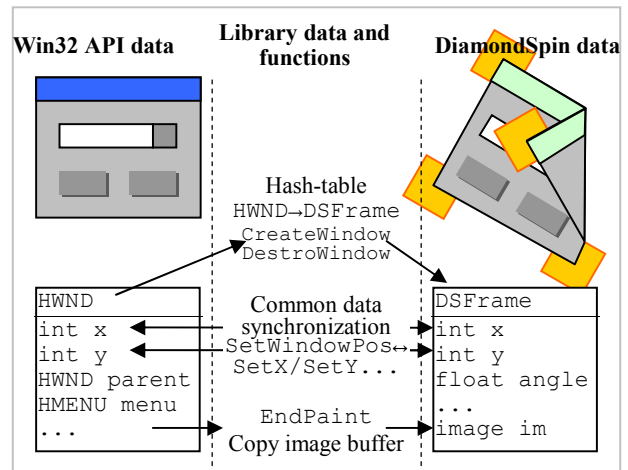 Win32 API data
Library data and
functions
DiamondSpin data
Hash-table
HWND→DSFrame
CreateWindow
DestroWindow
HWND
int x
int y
HWND parent
HMENU menu
...
Common data
synchronization
SetWindowPos↔
SetX/SetY...
EndPaint
Copy image buffer
DSFrame
int x
int y
float angle
...
image im